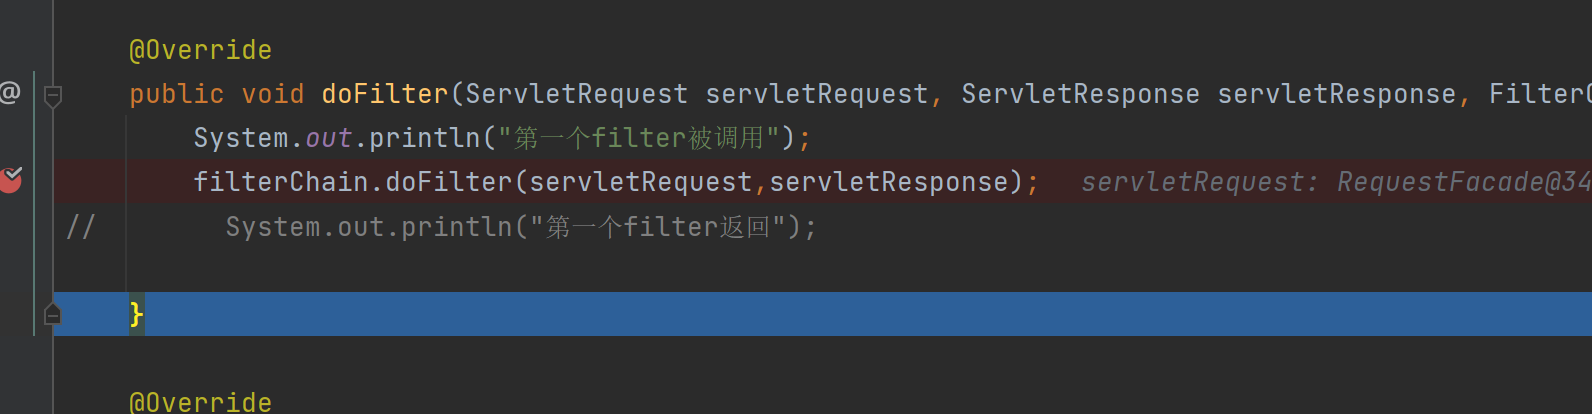 @Override
@ public void doFilter(ServletRequest servletRequest, ServletResponse servletResponse, Filter
System.out.println("第一个filter被调用");
filterChain.doFilter(servletRequest,servletResponse); servletRequest: RequestFacade@34
// System.out.println("第一个filter返回");
}
@Override